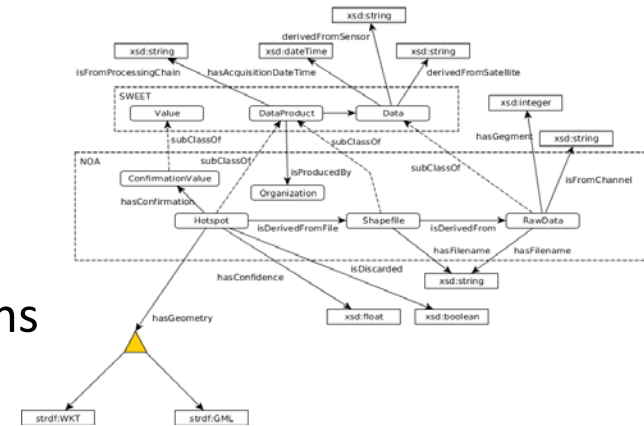 xsd:string
derivedFromSensor
xsd:string
xsd:dateTime
xsd:string
isFromProcessingChain
hasAcquisitionDateTime
derivedFromSatellite
SWEET
Value
DataProduct
Data
xsd:integer
subClassOf
subClassOf
subClassOf
hasGegment
xsd:string
NOA
subClassOf
isProducedBy
isFromChannel
ConfirmationValue
Organization
hasConfirmation
Hotspot
Shapefile
RawData
isDerivedFromFile
isDerivedFrom
hasFilename
hasFilename
isDiscarded
hasConfidence
xsd:string
ns
hasGeometry
xsd:float
xsd:boolean
strdf:WKT
strdf:GML